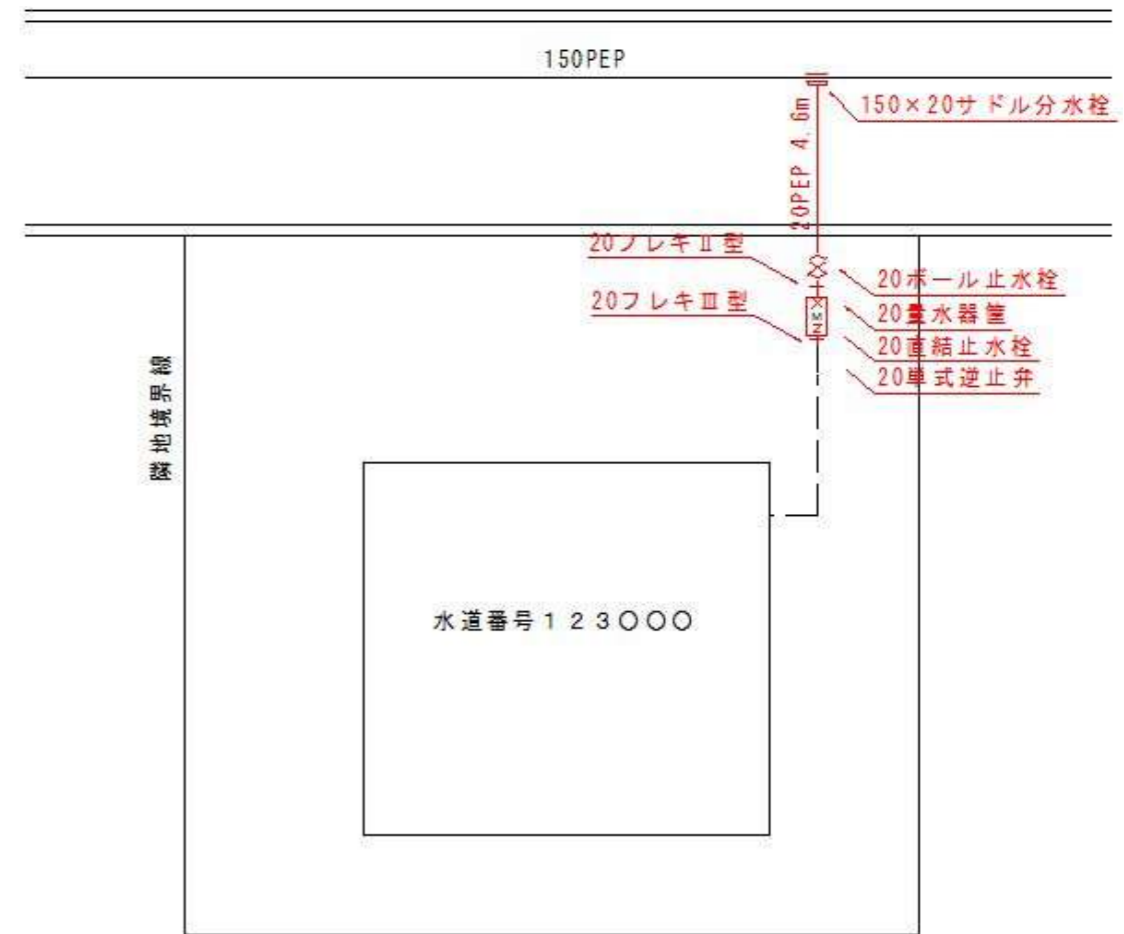 150PEP
150×20サドル分水栓
20PEP 4.6m
20フレキⅡ型
20ボール止水栓
20フレキⅢ型
20量水器筐
M
20直結止水栓
20単式逆止弁
隣地境界線
水道番号123〇〇〇